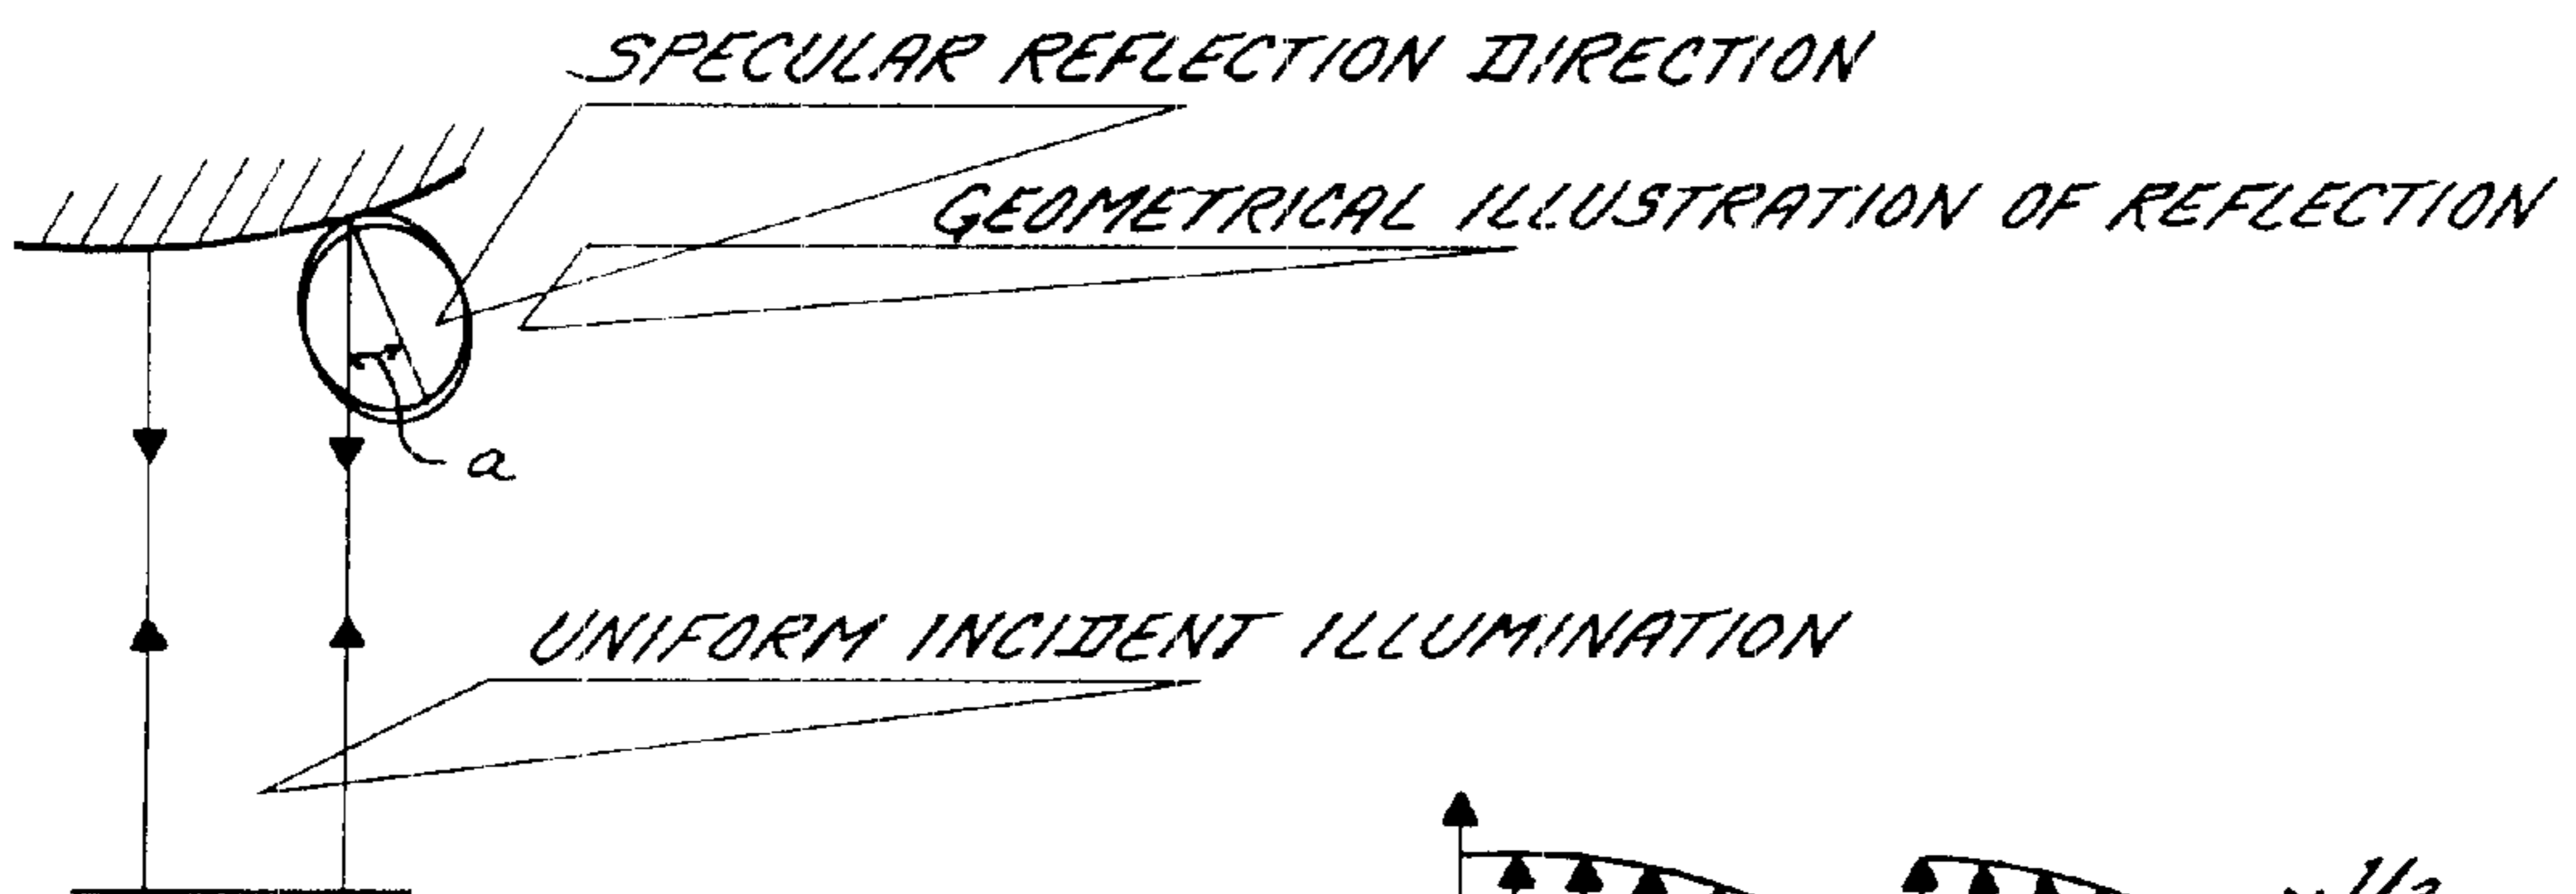 SPECULAR REFLECTION DIRECTION
GEOMETRICAL ILLUSTRATION OF REFLECTION
a
UNIFORM INCIDENT ILLUMINATION